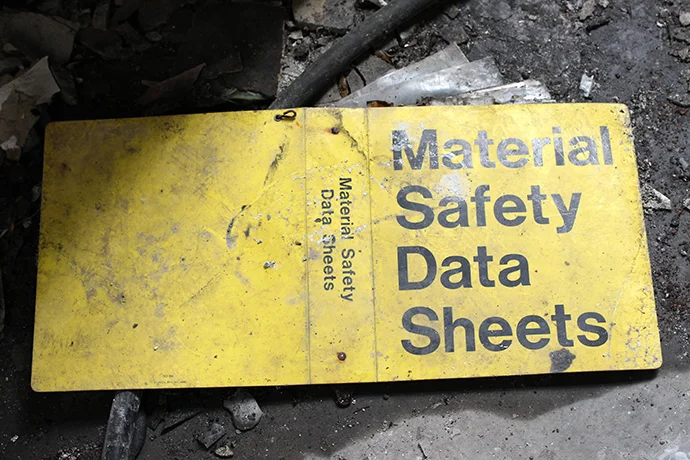 Material Safety
Data Sheets
Material
Safety
Data
Sheets